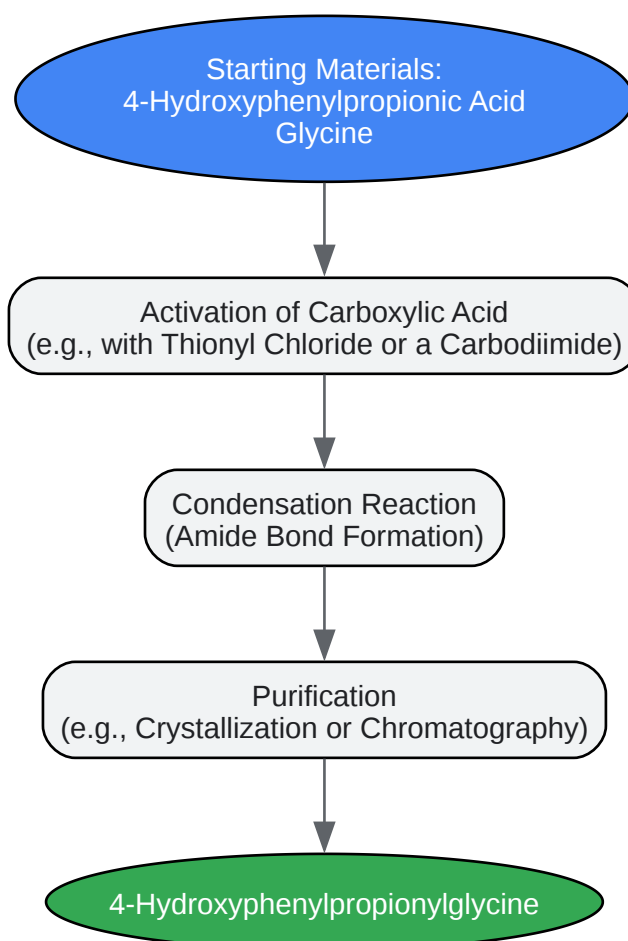 Starting Materials:
4-Hydroxyphenylpropionic Acid
Glycine
Activation of Carboxylic Acid
(e.g., with Thionyl Chloride or a Carbodiimide)
Condensation Reaction
(Amide Bond Formation)
Purification
(e.g., Crystallization or Chromatography)
4-Hydroxyphenylpropionylglycine